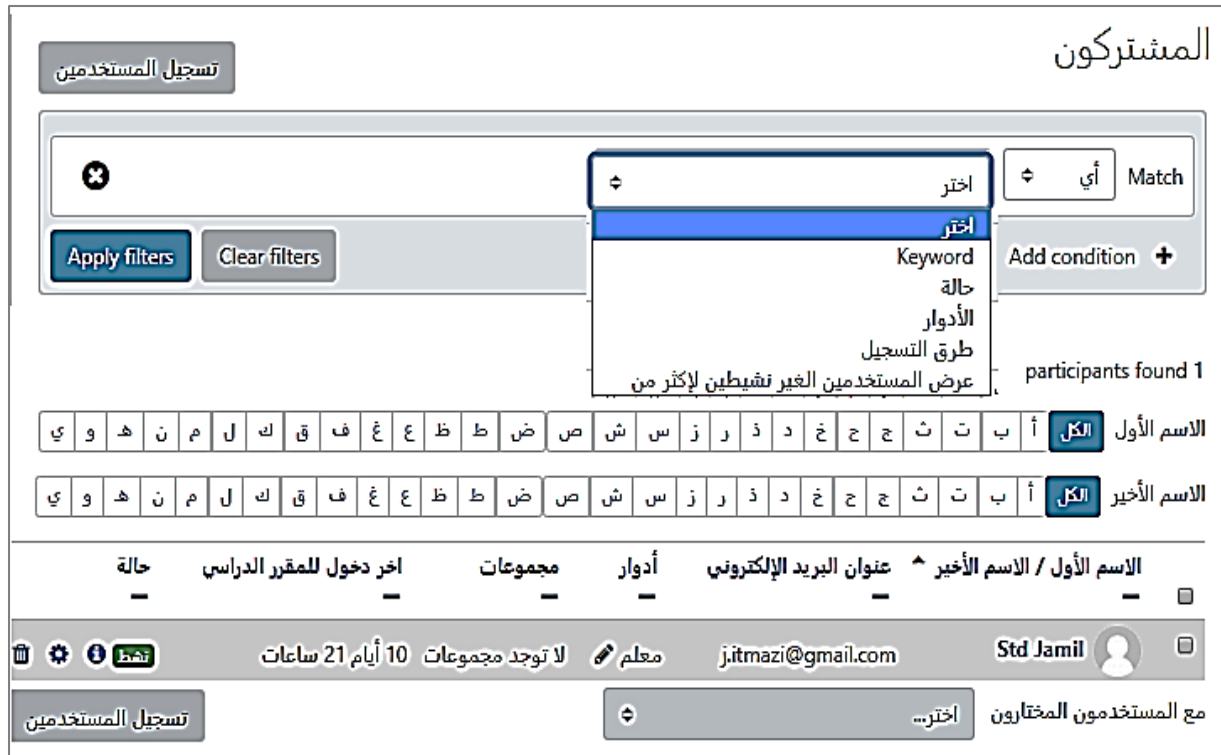 المشتركون
تسجيل المستخدمين
Match أي اختر
اختر
Keyword
حالة
الأدوار
طرق التسجيل
عرض المستخدمين الغير نشيطين لإكثر من
Add condition Clear filters Apply filters
participants found 1
الاسم الأول الكل أ ب ت ث ج ح خ د ذ ر ز س ش ص ض ط ظ ع غ ف ق ك ل م ن هـ و ي
الاسم الأخير الكل أ ب ت ث ج ح خ د ذ ر ز س ش ص ض ط ظ ع غ ف ق ك ل م ن هـ و ي
الاسم الأول / الاسم الأخير عنوان البريد الإلكتروني أدوار مجموعات اخر دخول للمقرر الدراسي حالة
Std Jamil j.itmazi@gmail.com معلم لا توجد مجموعات 10 أيام 21 ساعات نشط
مع المستخدمون المختارون اختر... تسجيل المستخدمين